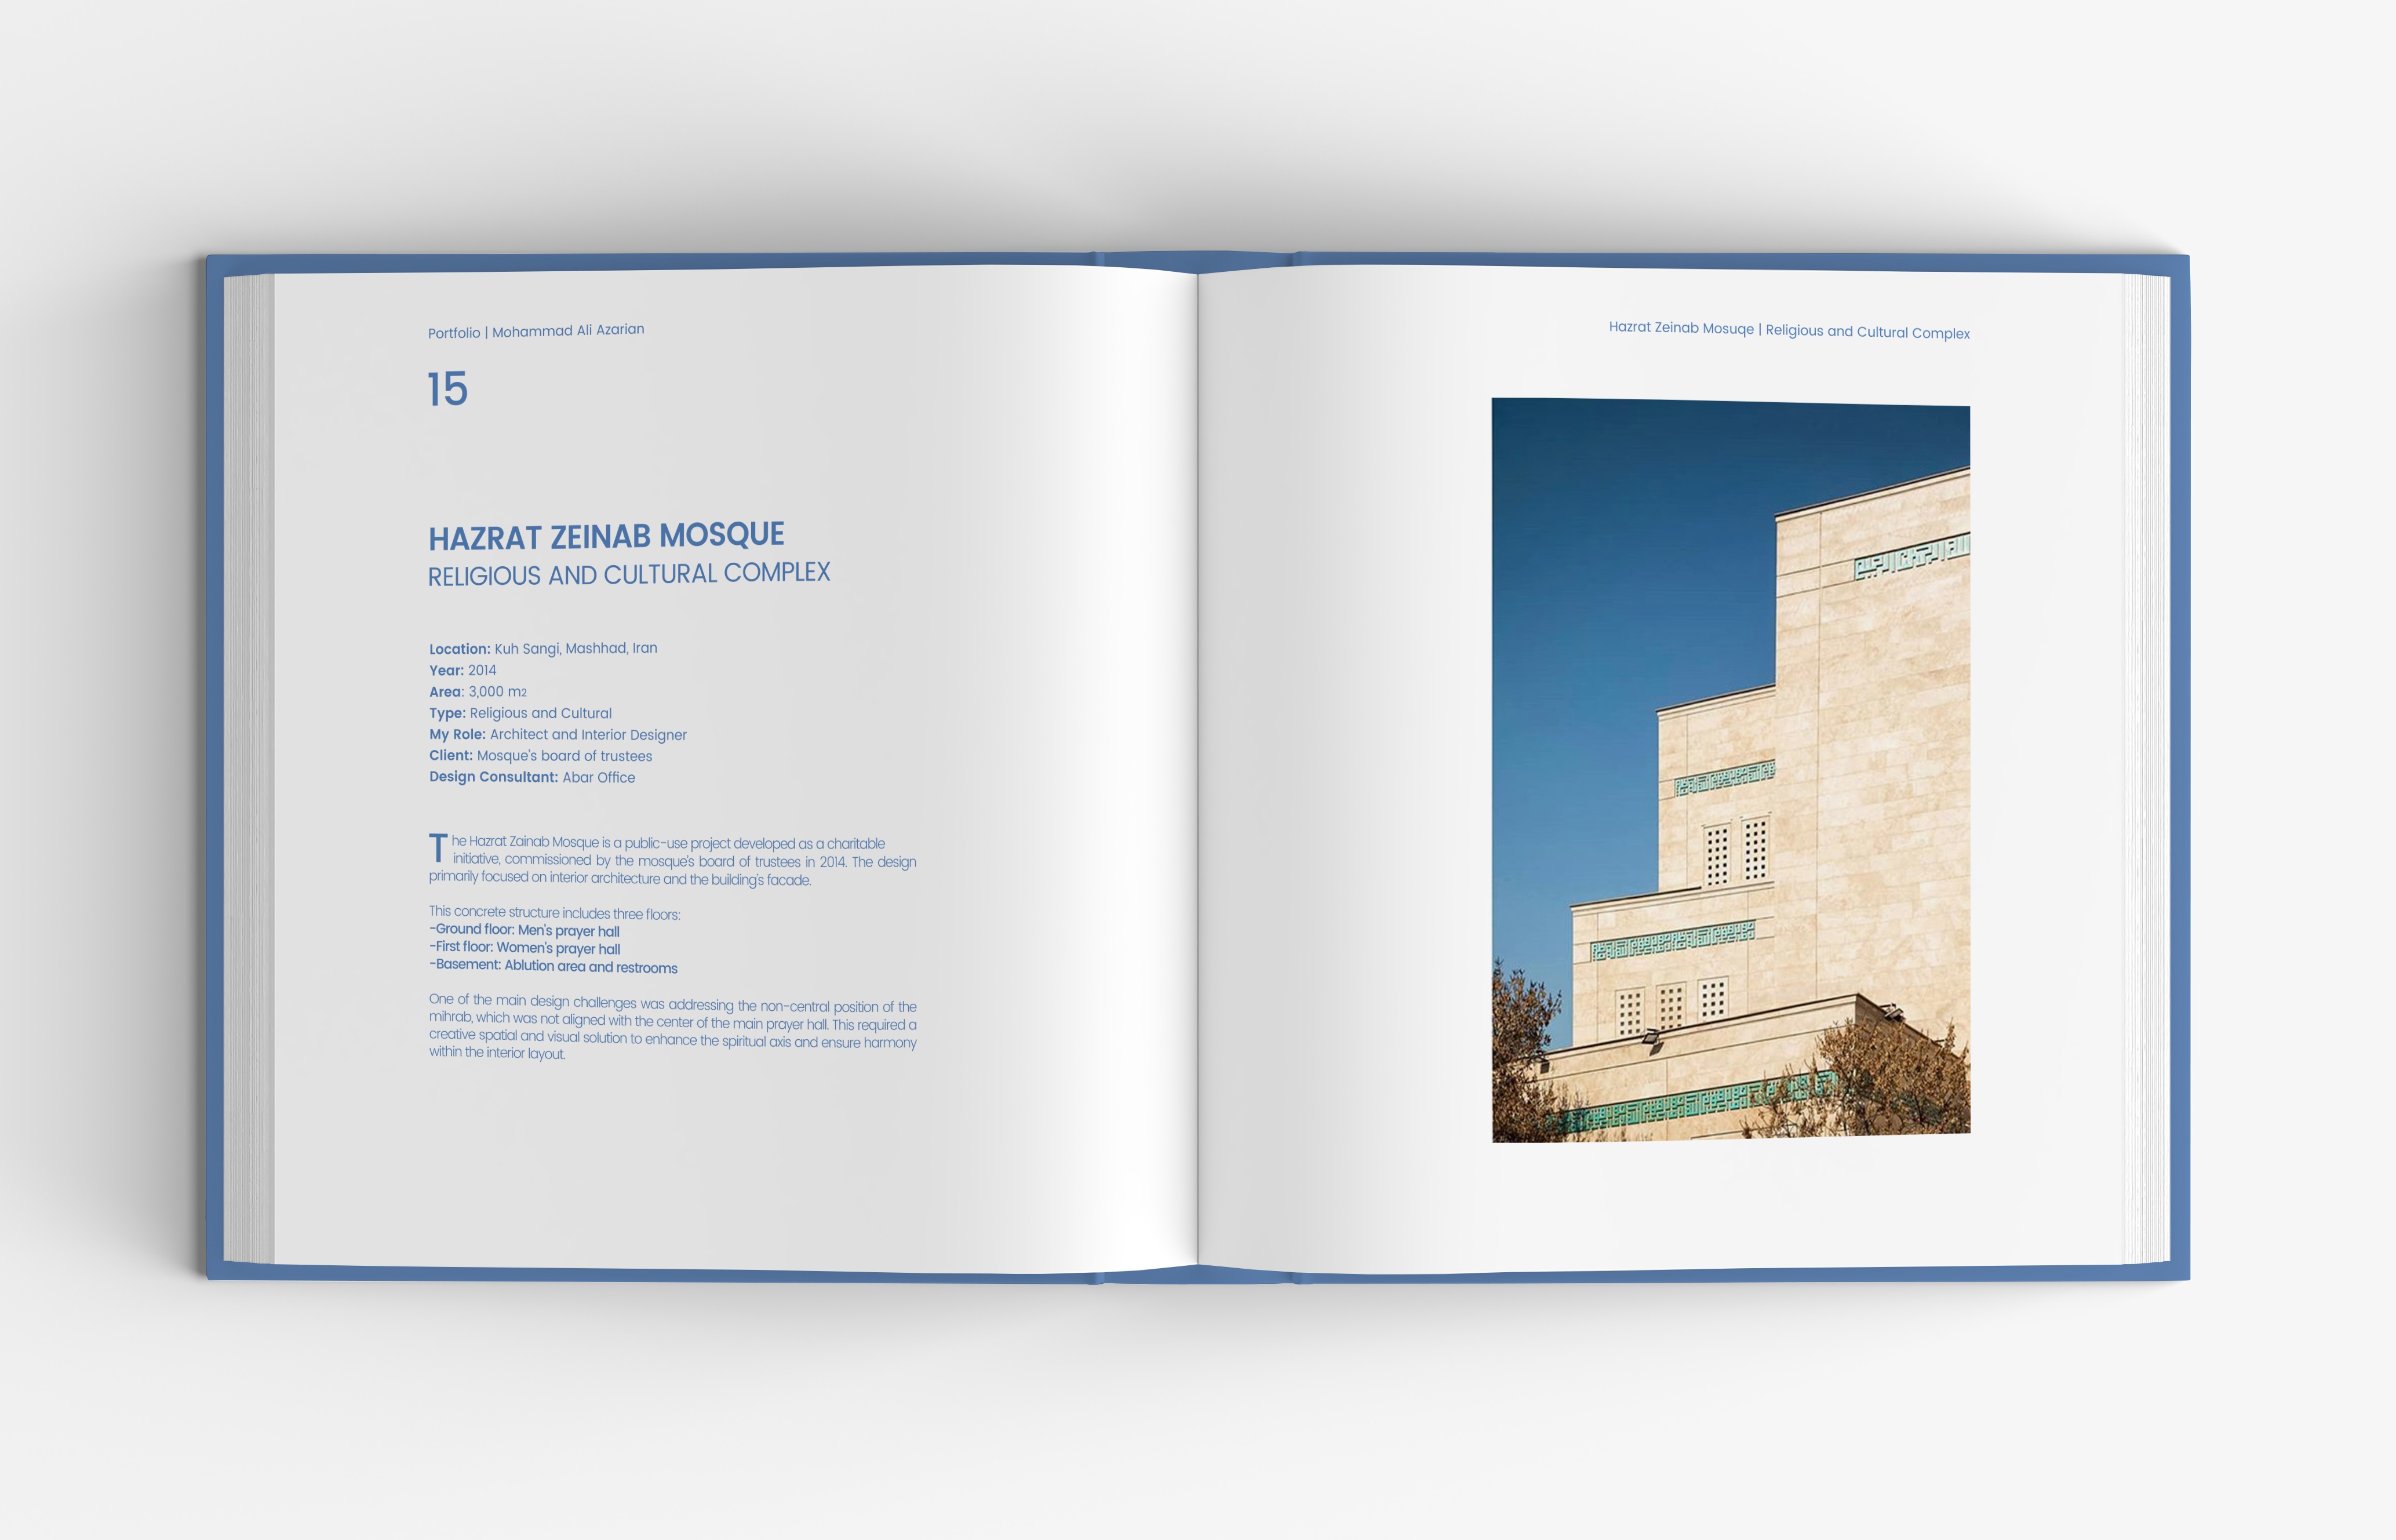 Portfolio | Mohammad Ali Azarian
15
HAZRAT ZEINAB MOSQUE
RELIGIOUS AND CULTURAL COMPLEX
Location: Kuh Sangi, Mashhad, Iran
Year: 2014
Area: 3,000 m2
Type: Religious and Cultural
My Role: Architect and Interior Designer
Client: Mosque's board of trustees
Design Consultant: Abar Office
The Hazrat Zainab Mosque is a public-use project developed as a charitable
initiative, commissioned by the mosque's board of trustees in 2014. The design
primarily focused on interior architecture and the building's facade.
This concrete structure includes three floors:
-Ground floor: Men's prayer hall
-First floor: Women's prayer hall
-Basement: Ablution area and restrooms
One of the main design challenges was addressing the non-central position of the
mihrab, which was not aligned with the center of the main prayer hall. This required a
creative spatial and visual solution to enhance the spiritual axis and ensure harmony
within the interior layout.
Hazrat Zeinab Mosuqe | Religious and Cultural Complex